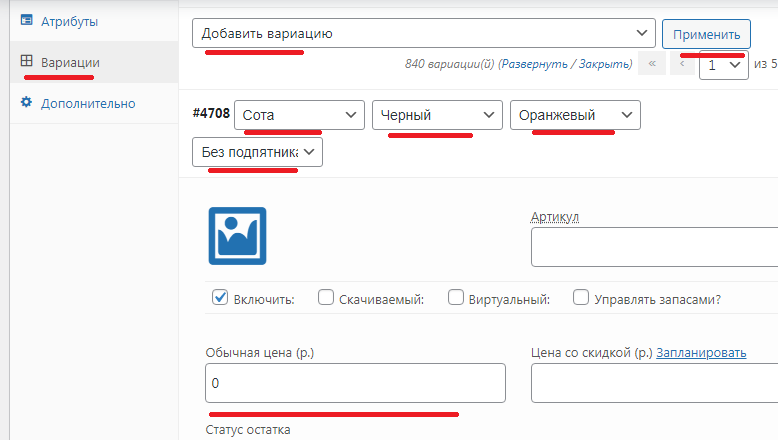 Атрибуты
Вариации
Дополнительно
Добавить вариацию
Применить
840 вариации(й) (Развернуть / Закрыть) « ‹ 1 из 5
#4708 Сота Черный Оранжевый
Без подпятника
Артикул
Включить: Скачиваемый: Виртуальный: Управлять запасами?
Обычная цена (р.) Цена со скидкой (р.) Запланировать
0
Статус остатка